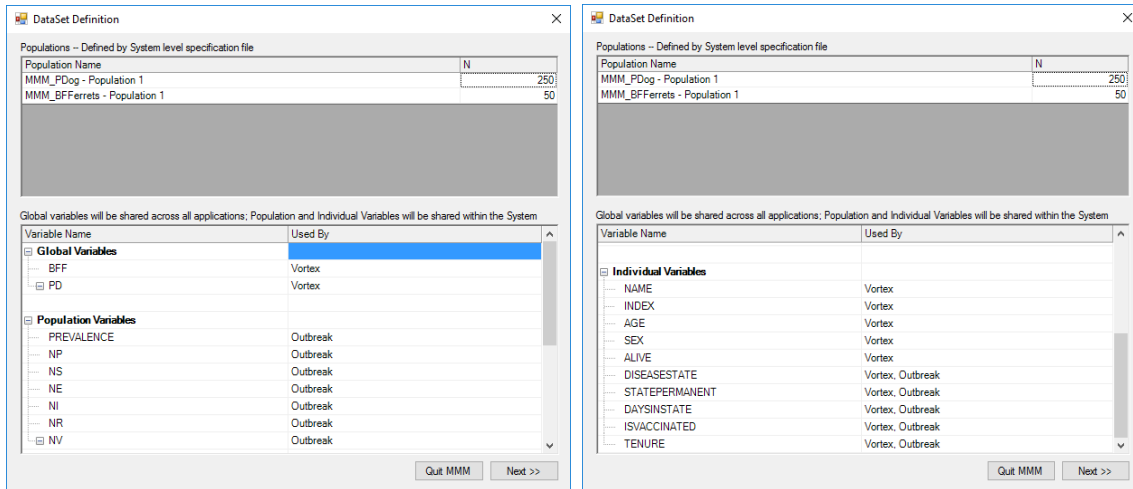 DataSet Definition
Populations -- Defined by System level specification file
Population Name N
MMM_PDog - Population 1 250
MMM_BFFerrets - Population 1 50
Global variables will be shared across all applications; Population and Individual Variables will be shared within the System
Variable Name Used By
Global Variables
BFF Vortex
PD Vortex
Population Variables
PREVALENCE Outbreak
NP Outbreak
NS Outbreak
NE Outbreak
NI Outbreak
NR Outbreak
NV Outbreak
Quit MMM Next >>
DataSet Definition
Populations -- Defined by System level specification file
Population Name N
MMM_PDog - Population 1 250
MMM_BFFerrets - Population 1 50
Global variables will be shared across all applications; Population and Individual Variables will be shared within the System
Variable Name Used By
Individual Variables
NAME Vortex
INDEX Vortex
AGE Vortex
SEX Vortex
ALIVE Vortex
DISEASESTATE Vortex, Outbreak
STATEPERMANENT Vortex, Outbreak
DAYSINSTATE Vortex, Outbreak
ISVACCINATED Vortex, Outbreak
TENURE Vortex, Outbreak
Quit MMM Next >>